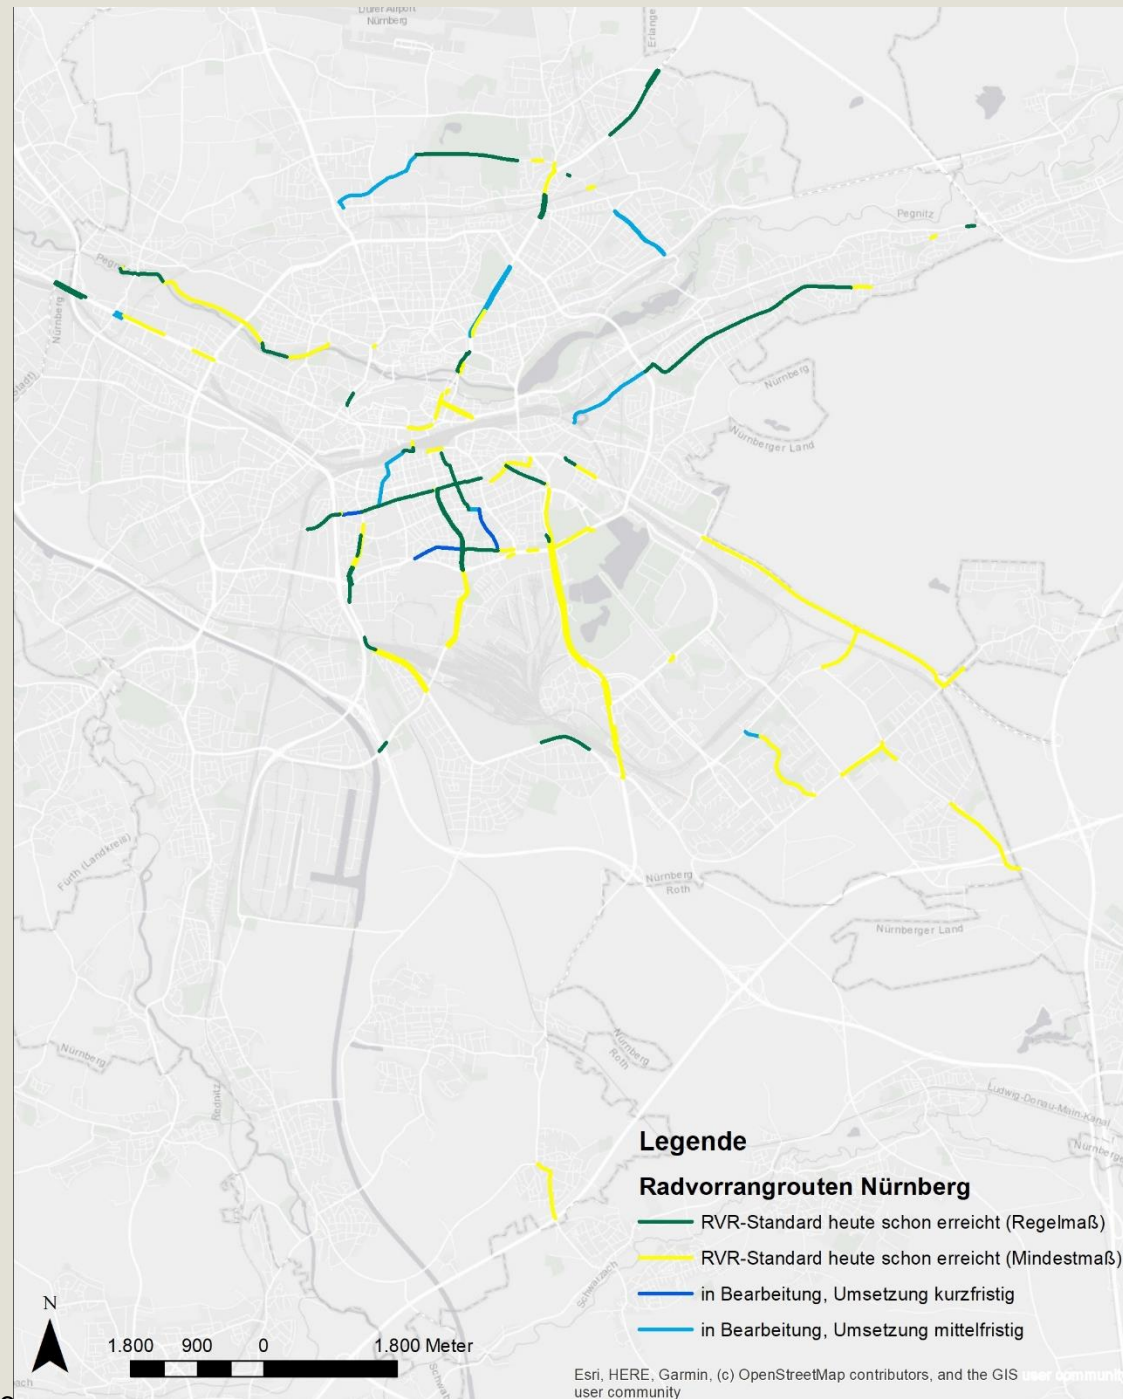 Dürer Airport
Nürnberg
Erlange
Pegnitz
Nürnberg
Nürnberg
Nürnberger Land
Nürnberg
Roth
Nürnberger Land
Fürth (Landkreis)
Nürnberg
Roth
Nürnberg
Rednitz
Ludwig-Donau-Main-Kanal
Nürnberge
Schwarzach
Legende
Radvorrangrouten Nürnberg
RVR-Standard heute schon erreicht (Regelmaß)
RVR-Standard heute schon erreicht (Mindestmaß)
in Bearbeitung, Umsetzung kurzfristig
in Bearbeitung, Umsetzung mittelfristig
N
1.800 900 0 1.800 Meter
Esri, HERE, Garmin, (c) OpenStreetMap contributors, and the GIS user community
user community